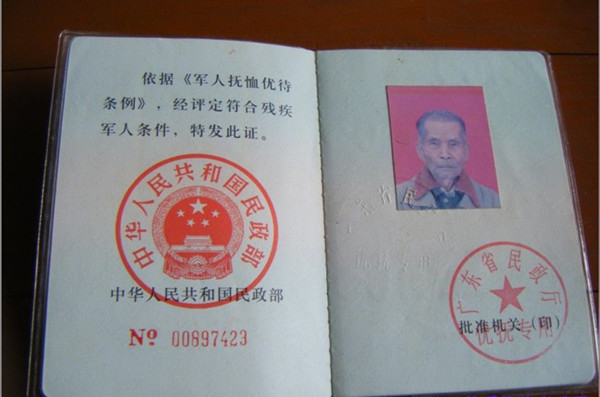 依据《军人抚恤优待
条例》，经评定符合残疾
军人条件，特发此证。
中华人民共和国民政部
中华人民共和国民政部
No 00897423
广东省民政厅
批准机关（印）
优抚专用